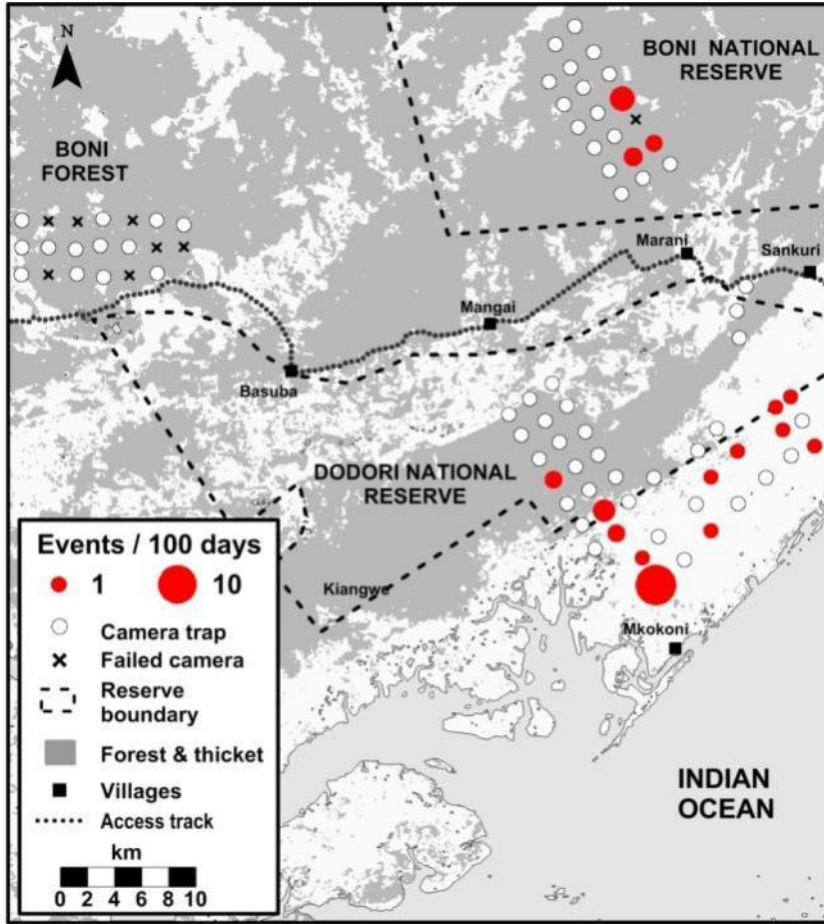 N
BONI NATIONAL
RESERVE
BONI
FOREST
Marani
Sankuri
Mangai
Basuba
DODORI NATIONAL
RESERVE
Kiangwe
Mkokoni
INDIAN
OCEAN
Events / 100 days
1 10
Camera trap
Failed camera
Reserve
boundary
Forest & thicket
Villages
Access track
km
0 2 4 6 8 10